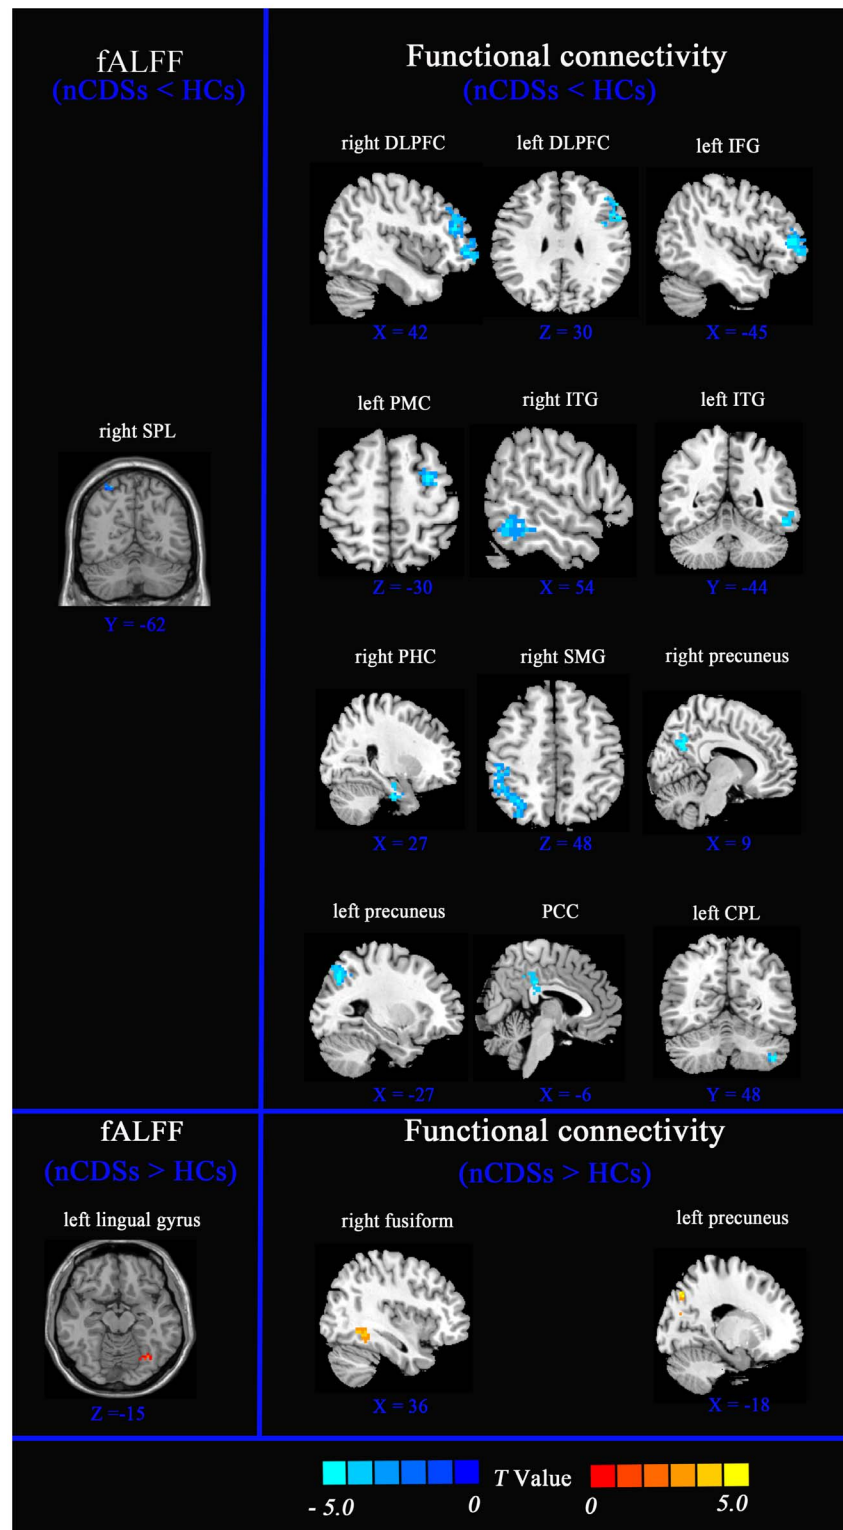 fALFF
(nCDSs < HCs)
Functional connectivity
(nCDSs < HCs)
right DLPFC
left DLPFC
left IFG
X = 42
Z = 30
X = -45
right SPL
Y = -62
left PMC
right ITG
left ITG
Z = -30
X = 54
Y = -44
right PHC
right SMG
right precuneus
X = 27
Z = 48
X = 9
left precuneus
PCC
left CPL
X = -27
X = -6
Y = 48
fALFF
(nCDSs > HCs)
Functional connectivity
(nCDSs > HCs)
left lingual gyrus
Z =-15
right fusiform
left precuneus
X = 36
X = -18
T Value
- 5.0
0
0
5.0